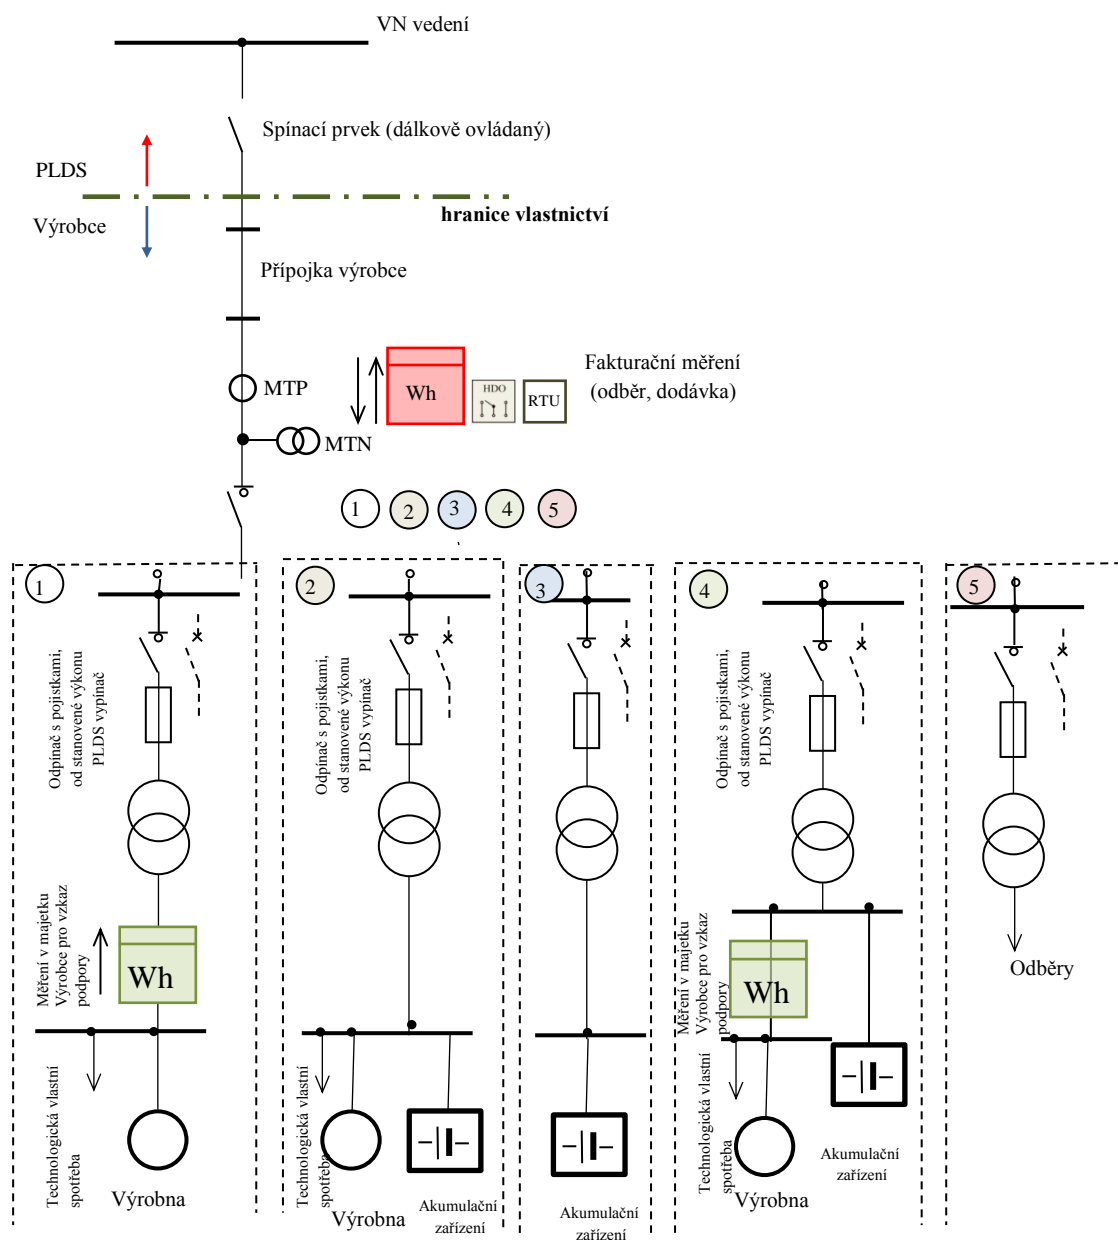 VN vedení
Spínací prvek (dálkově ovládaný)
PLDS
hranice vlastnictví
Výrobce
Přípojka výrobce
Fakturační měření
(odběr, dodávka)
MTP
Wh
HDO
RTU
MTN
1
2
3
4
5
1
Odpínač s pojistkami,
od stanovené výkonu
PLDS vypínač
Měření v majetku
Výrobce pro vzkaz
podpory
Wh
Technologická vlastní
spotřeba
Výrobna
2
Odpínač s pojistkami,
od stanovené výkonu
PLDS vypínač
Technologická vlastní
spotřeba
Výrobna
Akumulační
zařízení
3
Akumulační
zařízení
4
Odpínač s pojistkami,
od stanovené výkonu
PLDS vypínač
Měření v majetku
Výrobce pro vzkaz
podpory
Wh
Technologická vlastní
spotřeba
Výrobna
Akumulační
zařízení
5
Odběry